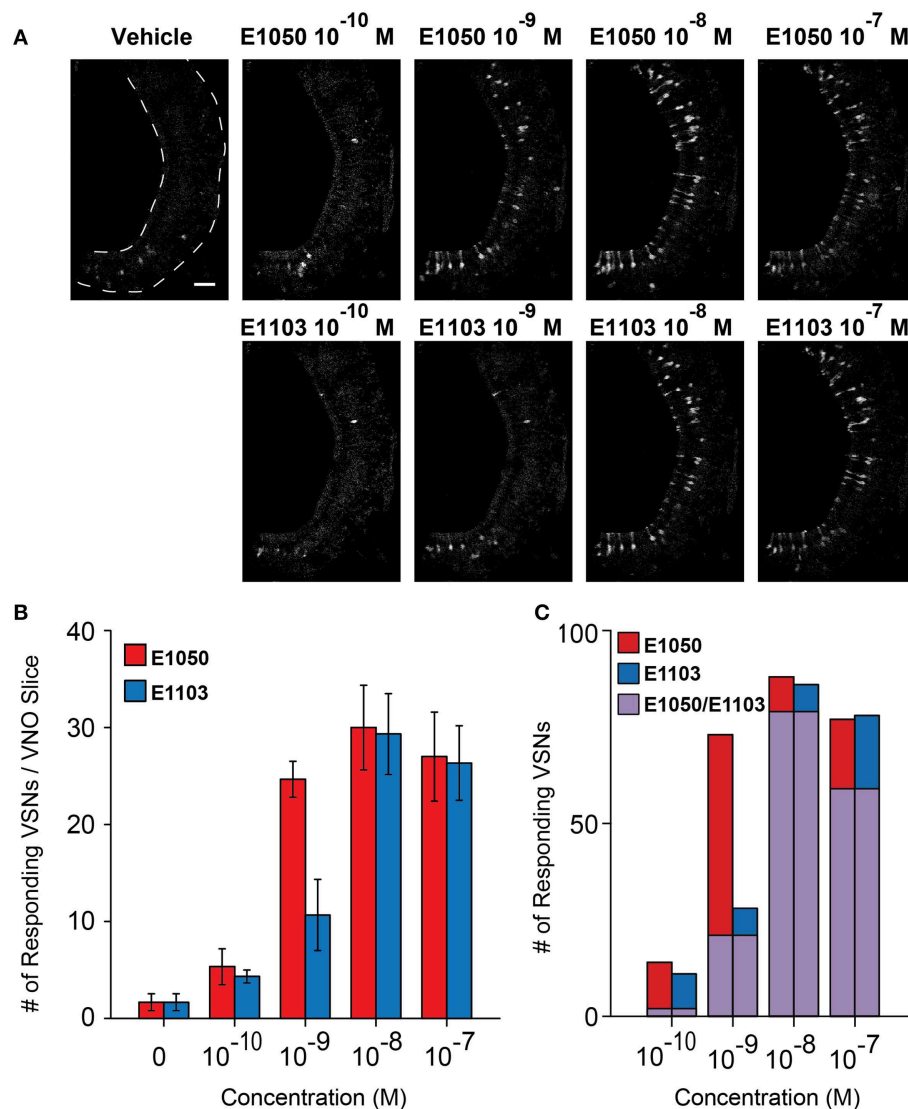 A
Vehicle
E1050 10⁻¹⁰ M
E1050 10⁻⁹ M
E1050 10⁻⁸ M
E1050 10⁻⁷ M
E1103 10⁻¹⁰ M
E1103 10⁻⁹ M
E1103 10⁻⁸ M
E1103 10⁻⁷ M
B
# of Responding VSNs / VNO Slice
40
30
20
10
0
E1050
E1103
0
10⁻¹⁰
10⁻⁹
10⁻⁸
10⁻⁷
Concentration (M)
C
# of Responding VSNs
100
50
0
E1050
E1103
E1050/E1103
10⁻¹⁰
10⁻⁹
10⁻⁸
10⁻⁷
Concentration (M)